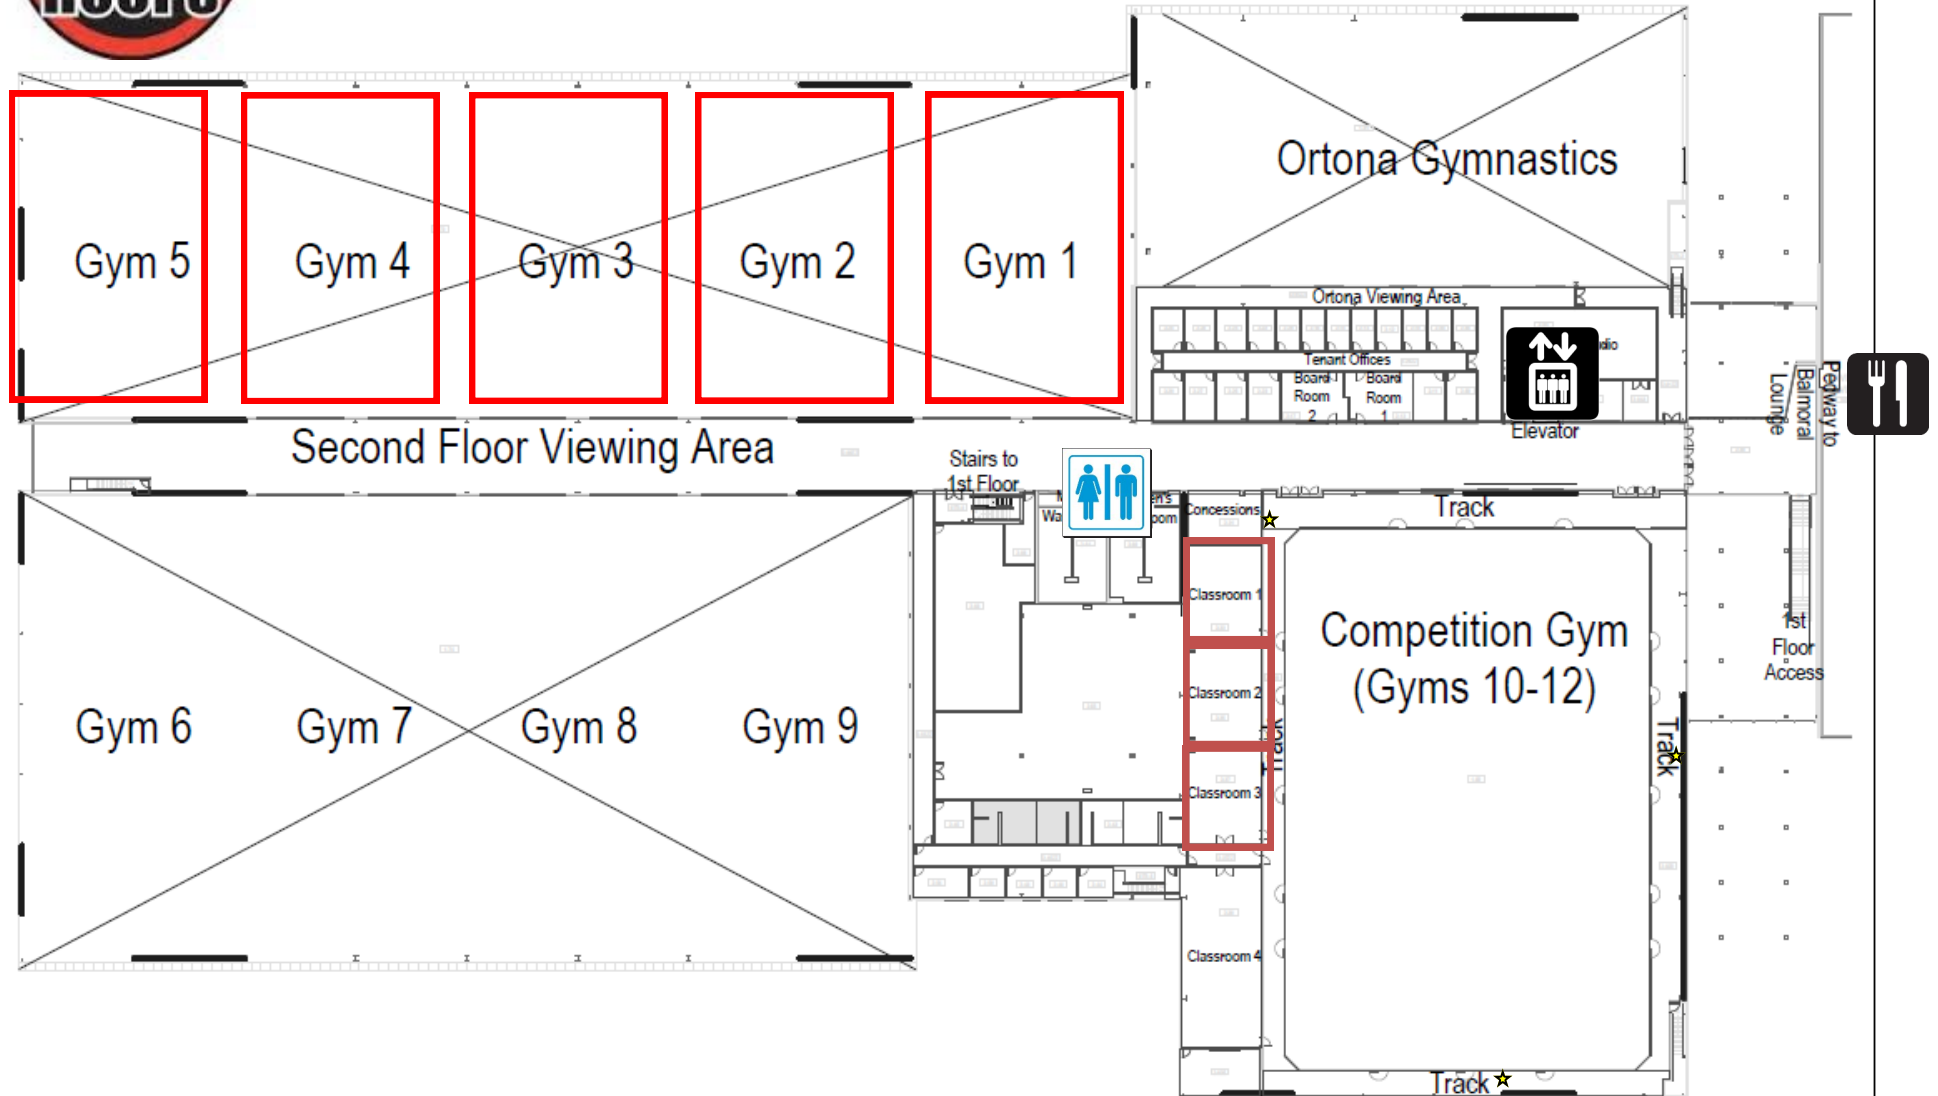 HOOPS
Ortona Gymnastics
Gym 5
Gym 4
Gym 3
Gym 2
Gym 1
Ortona Viewing Area
Tenant Offices
Board
Room
2
Board
Room
1
Elevator
Pedway to
Balmoral
Lounge
Second Floor Viewing Area
Stairs to
1st Floor
Concessions
Track
Classroom 1
Classroom 2
Classroom 3
Classroom 4
Competition Gym
(Gyms 10-12)
Track
Track
Track
1st
Floor
Access
Gym 6
Gym 7
Gym 8
Gym 9